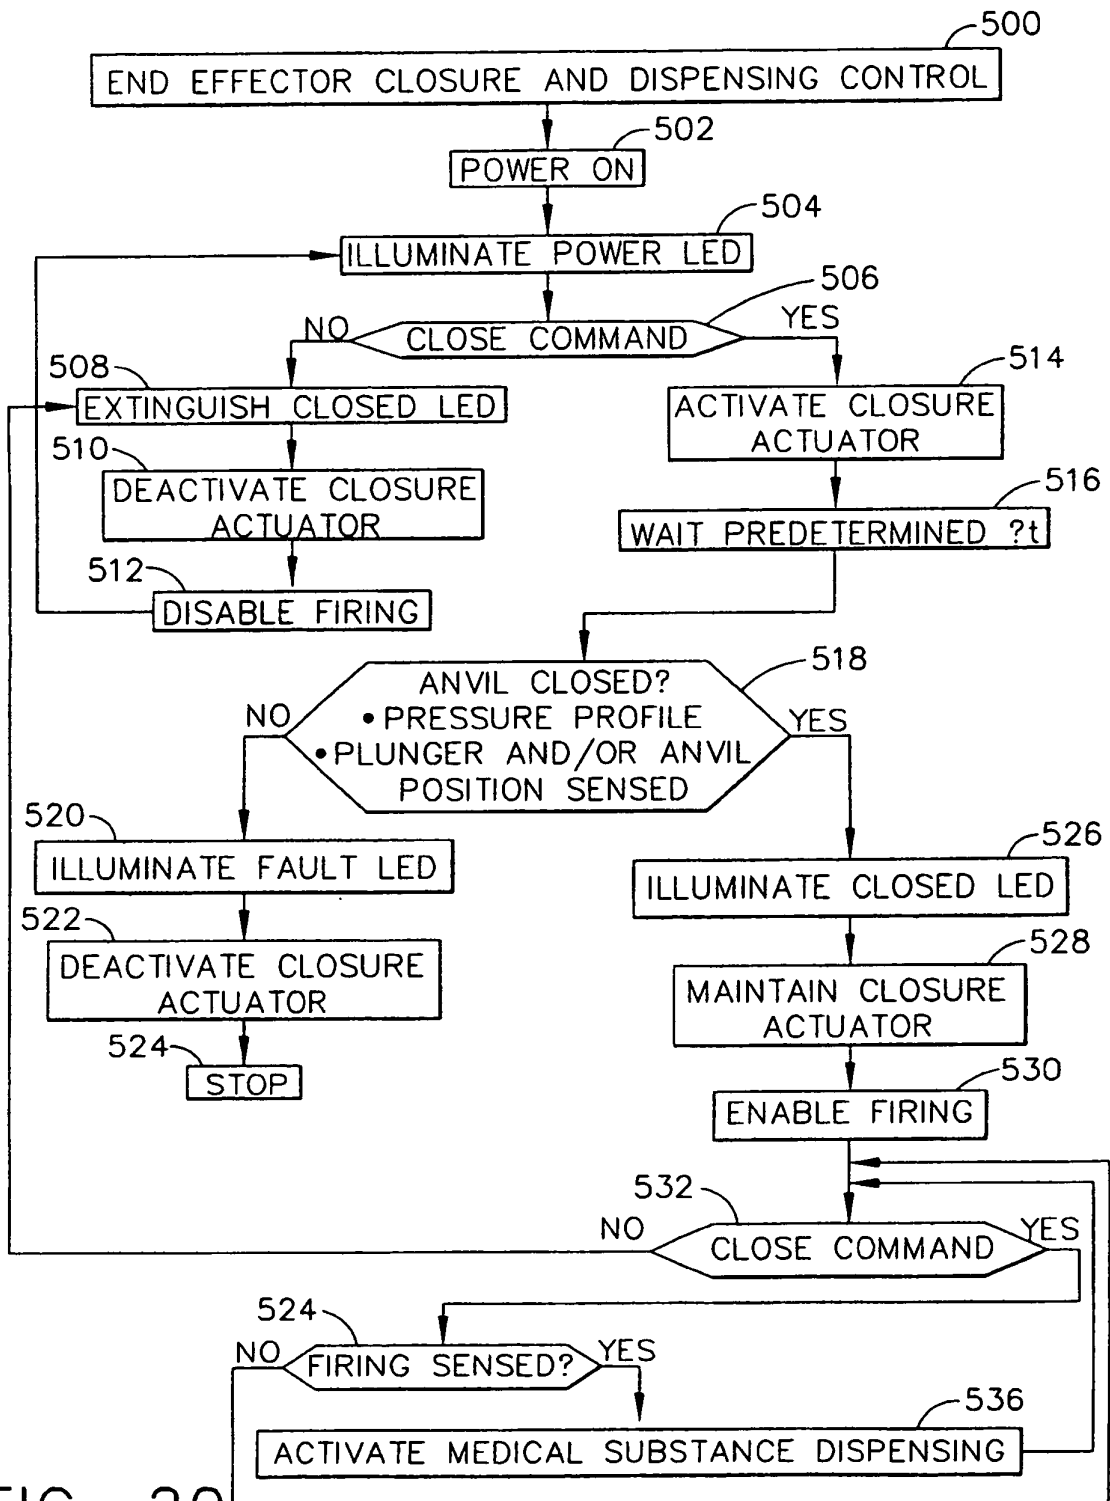 500
END EFFECTOR CLOSURE AND DISPENSING CONTROL
502
POWER ON
504
ILLUMINATE POWER LED
506
NO
CLOSE COMMAND
YES
508
EXTINGUISH CLOSED LED
510
DEACTIVATE CLOSURE
ACTUATOR
512
DISABLE FIRING
514
ACTIVATE CLOSURE
ACTUATOR
516
WAIT PREDETERMINED ?t
518
NO
ANVIL CLOSED?
• PRESSURE PROFILE
• PLUNGER AND/OR ANVIL
POSITION SENSED
YES
520
ILLUMINATE FAULT LED
522
DEACTIVATE CLOSURE
ACTUATOR
524
STOP
526
ILLUMINATE CLOSED LED
528
MAINTAIN CLOSURE
ACTUATOR
530
ENABLE FIRING
532
NO
CLOSE COMMAND
YES
524
NO
FIRING SENSED?
YES
536
ACTIVATE MEDICAL SUBSTANCE DISPENSING